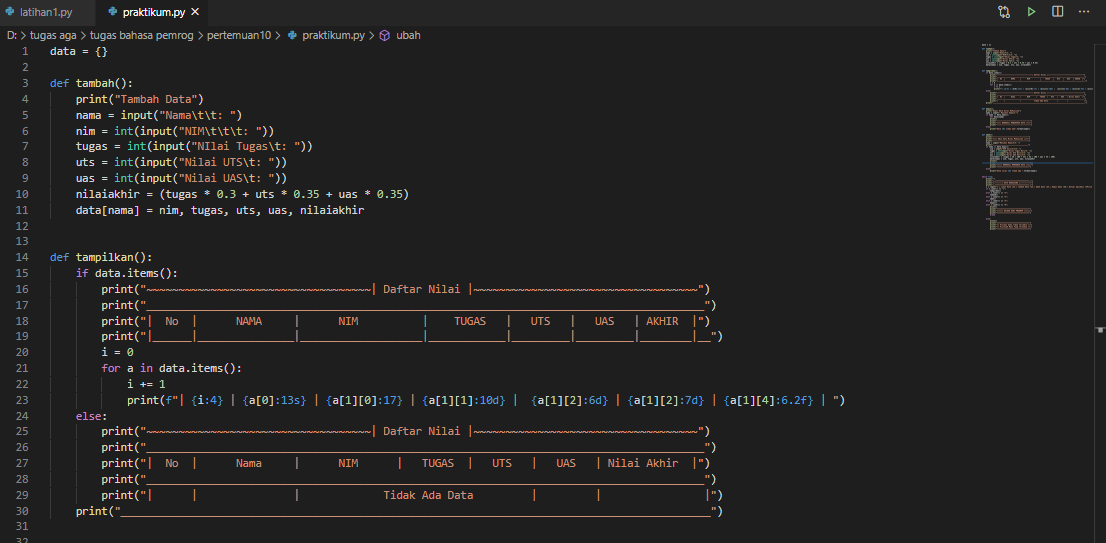 latihan1.py praktikum.py
D: > tugas aga > tugas bahasa pemrog > pertemuan10 > praktikum.py > ubah
1 data = {}
2
3 def tambah():
4     print("Tambah Data")
5     nama = input("Nama\t\t: ")
6     nim = int(input("NIM\t\t\t: "))
7     tugas = int(input("NIlai Tugas\t: "))
8     uts = int(input("Nilai UTS\t: "))
9     uas = int(input("Nilai UAS\t: "))
10     nilaiakhir = (tugas * 0.3 + uts * 0.35 + uas * 0.35)
11     data[nama] = nim, tugas, uts, uas, nilaiakhir
12
13
14 def tampilkan():
15     if data.items():
16         print("~~~~~~~~~~~~~~~~~~~~~~~~~~~~~~~~~~~| Daftar Nilai |~~~~~~~~~~~~~~~~~~~~~~~~~~~~~~~~~~~")
17         print("_______________________________________________________________________________________")
18         print("|  No  |      NAMA     |      NIM          |    TUGAS   |   UTS   |   UAS   | AKHIR  |")
19         print("|______|_______________|___________________|____________|_________|_________|________|__")
20         i = 0
21         for a in data.items():
22             i += 1
23             print(f"| {i:4} | {a[0]:13s} | {a[1][0]:17} | {a[1][1]:10d} |  {a[1][2]:6d} | {a[1][2]:7d} | {a[1][4]:6.2f} | ")
24     else:
25         print("~~~~~~~~~~~~~~~~~~~~~~~~~~~~~~~~~~~| Daftar Nilai |~~~~~~~~~~~~~~~~~~~~~~~~~~~~~~~~~~~")
26         print("_______________________________________________________________________________________")
27         print("|  No  |      Nama     |      NIM      |  TUGAS  |   UTS   |   UAS   | Nilai Akhir  |")
28         print("_______________________________________________________________________________________")
29         print("|      |               |             Tidak Ada Data         |         |                |")
30     print("____________________________________________________________________________________________")
31
32